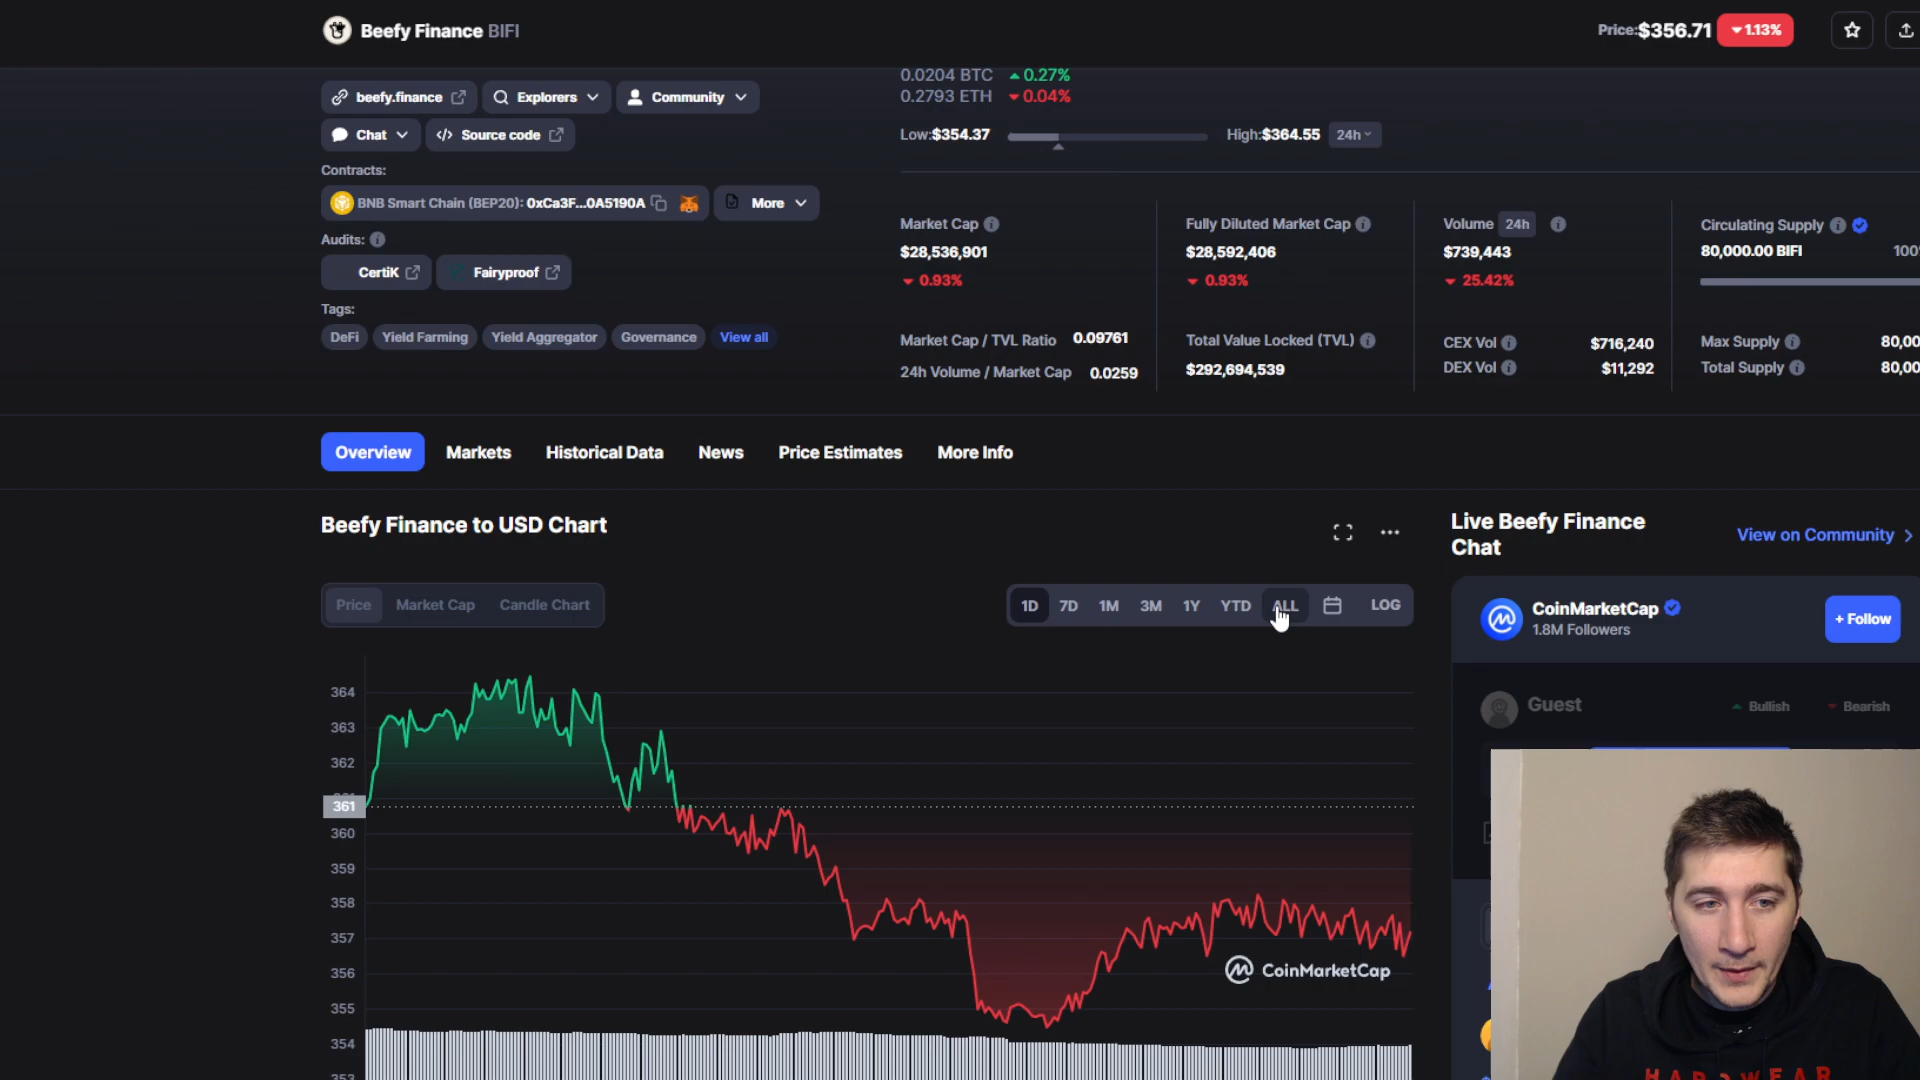 Beefy Finance BIFI
Price:$356.71 1.13%
beefy.finance Explorers Community
Chat Source code
Contracts:
BNB Smart Chain (BEP20): 0xCa3F...0A5190A More
Audits:
CertiK Fairyproof
Tags:
DeFi Yield Farming Yield Aggregator Governance View all
0.0204 BTC 0.27%
0.2793 ETH 0.04%
Low:$354.37 High:$364.55 24h
Market Cap
$28,536,901
0.93%
Market Cap / TVL Ratio 0.09761
24h Volume / Market Cap 0.0259
Fully Diluted Market Cap
$28,592,406
0.93%
Total Value Locked (TVL)
$292,694,539
Volume 24h
$739,443
25.42%
CEX Vol $716,240
DEX Vol $11,292
Circulating Supply
80,000.00 BIFI 100
Max Supply 80,00
Total Supply 80,00
Overview Markets Historical Data News Price Estimates More Info
Beefy Finance to USD Chart
Price Market Cap Candle Chart
1D 7D 1M 3M 1Y YTD ALL LOG
364
363
362
361
360
359
358
357
356
355
354
353
CoinMarketCap
Live Beefy Finance
Chat
View on Community
CoinMarketCap
1.8M Followers
+ Follow
Guest Bullish Bearish